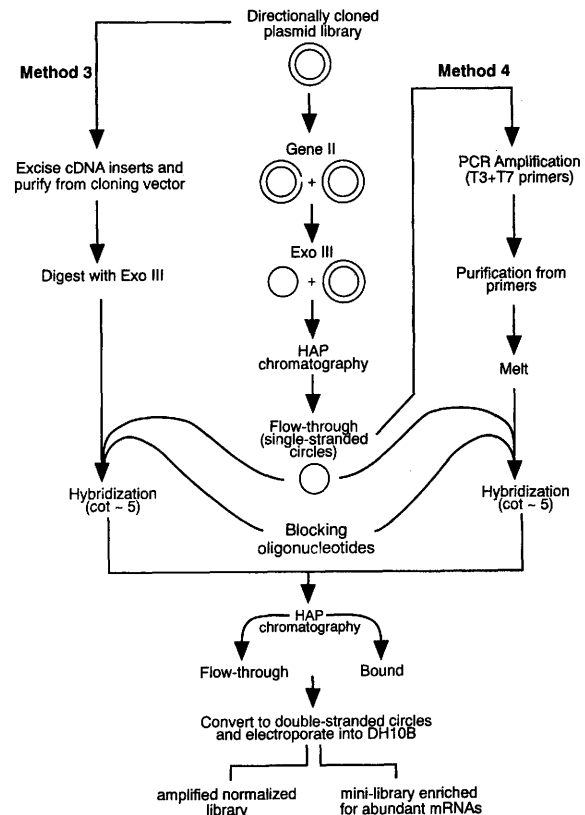 Directionally cloned
plasmid library
Method 3
Method 4
Gene II
+
Excise cDNA inserts and
purify from cloning vector
PCR Amplification
(T3+T7 primers)
Exo III
+
Digest with Exo III
Purification from
primers
HAP
chromatography
Melt
Flow-through
(single-stranded
circles)
Hybridization
(cot ~ 5)
Hybridization
(cot ~ 5)
Blocking
oligonucleotides
HAP
chromatography
Flow-through
Bound
Convert to double-stranded circles
and electroporate into DH10B
amplified normalized
library
mini-library enriched
for abundant mRNAs